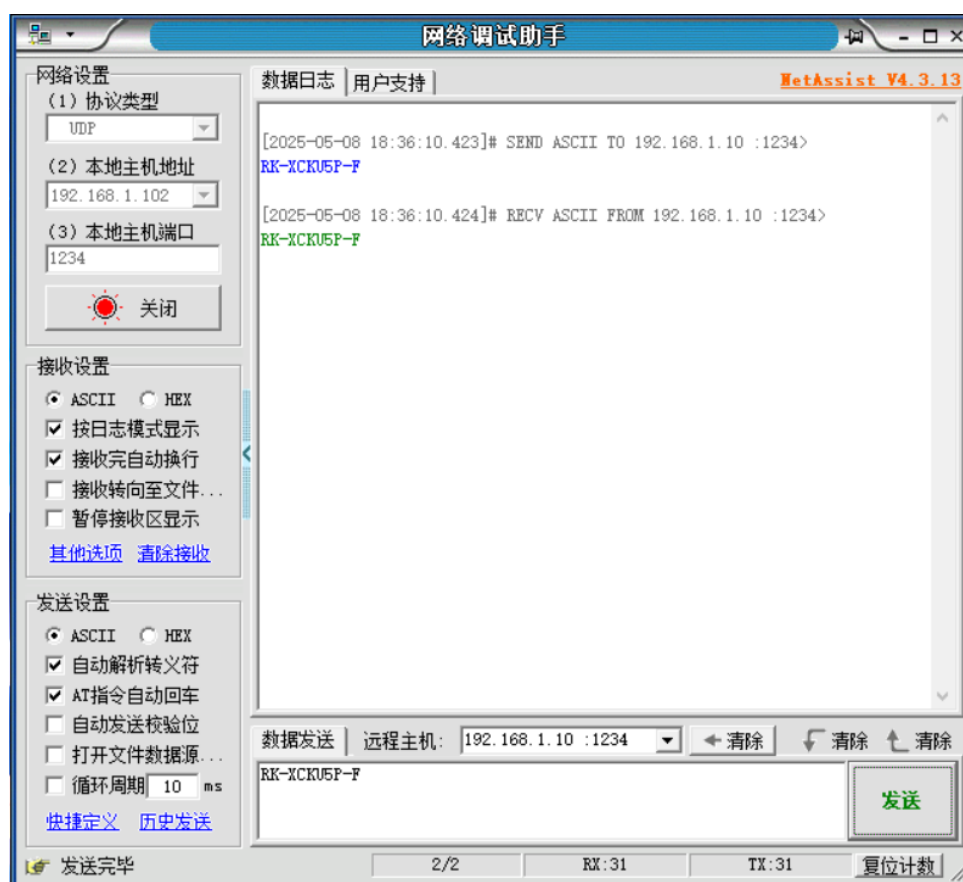 网络调试助手
网络设置
(1) 协议类型
UDP
(2) 本地主机地址
192.168.1.102
(3) 本地主机端口
1234
关闭
接收设置
ASCII HEX
按日志模式显示
接收完自动换行
接收转向至文件...
暂停接收区显示
其他选项 清除接收
发送设置
ASCII HEX
自动解析转义符
AT指令自动回车
自动发送校验位
打开文件数据源...
循环周期 10 ms
快捷定义 历史发送
数据日志 用户支持 NetAssist V4.3.13
[2025-05-08 18:36:10.423]# SEND ASCII TO 192.168.1.10 :1234>
RK-XCKU5P-F
[2025-05-08 18:36:10.424]# RECV ASCII FROM 192.168.1.10 :1234>
RK-XCKU5P-F
数据发送 远程主机: 192.168.1.10 :1234 清除 清除 清除
RK-XCKU5P-F
发送
发送完毕 2/2 RX:31 TX:31 复位计数